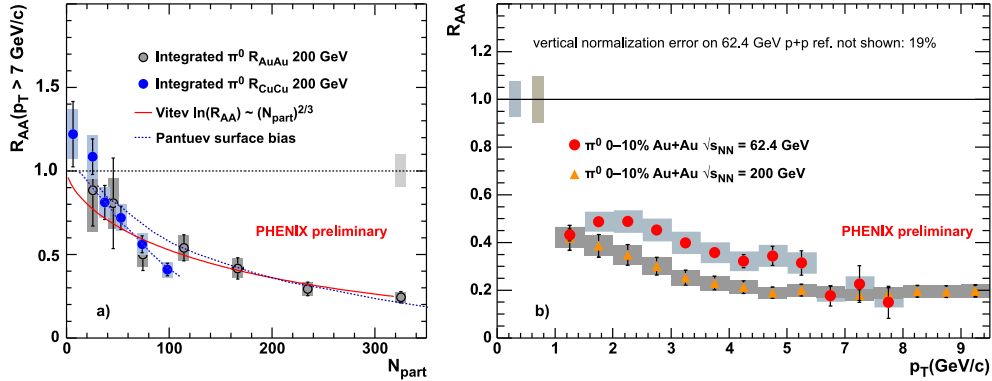 R_AA(p_T > 7 GeV/c)
1.5
1.0
0.5
0
Integrated π⁰ R_AuAu 200 GeV
Integrated π⁰ R_CuCu 200 GeV
Vitev ln(R_AA) ~ (N_part)^2/3
Pantuev surface bias
PHENIX preliminary
a)
0 100 200 300
N_part
R_AA
1.4
1.2
1.0
0.8
0.6
0.4
0.2
vertical normalization error on 62.4 GeV p+p ref. not shown: 19%
π⁰ 0–10% Au+Au √s_NN = 62.4 GeV
π⁰ 0–10% Au+Au √s_NN = 200 GeV
PHENIX preliminary
b)
0 1 2 3 4 5 6 7 8 9
p_T(GeV/c)